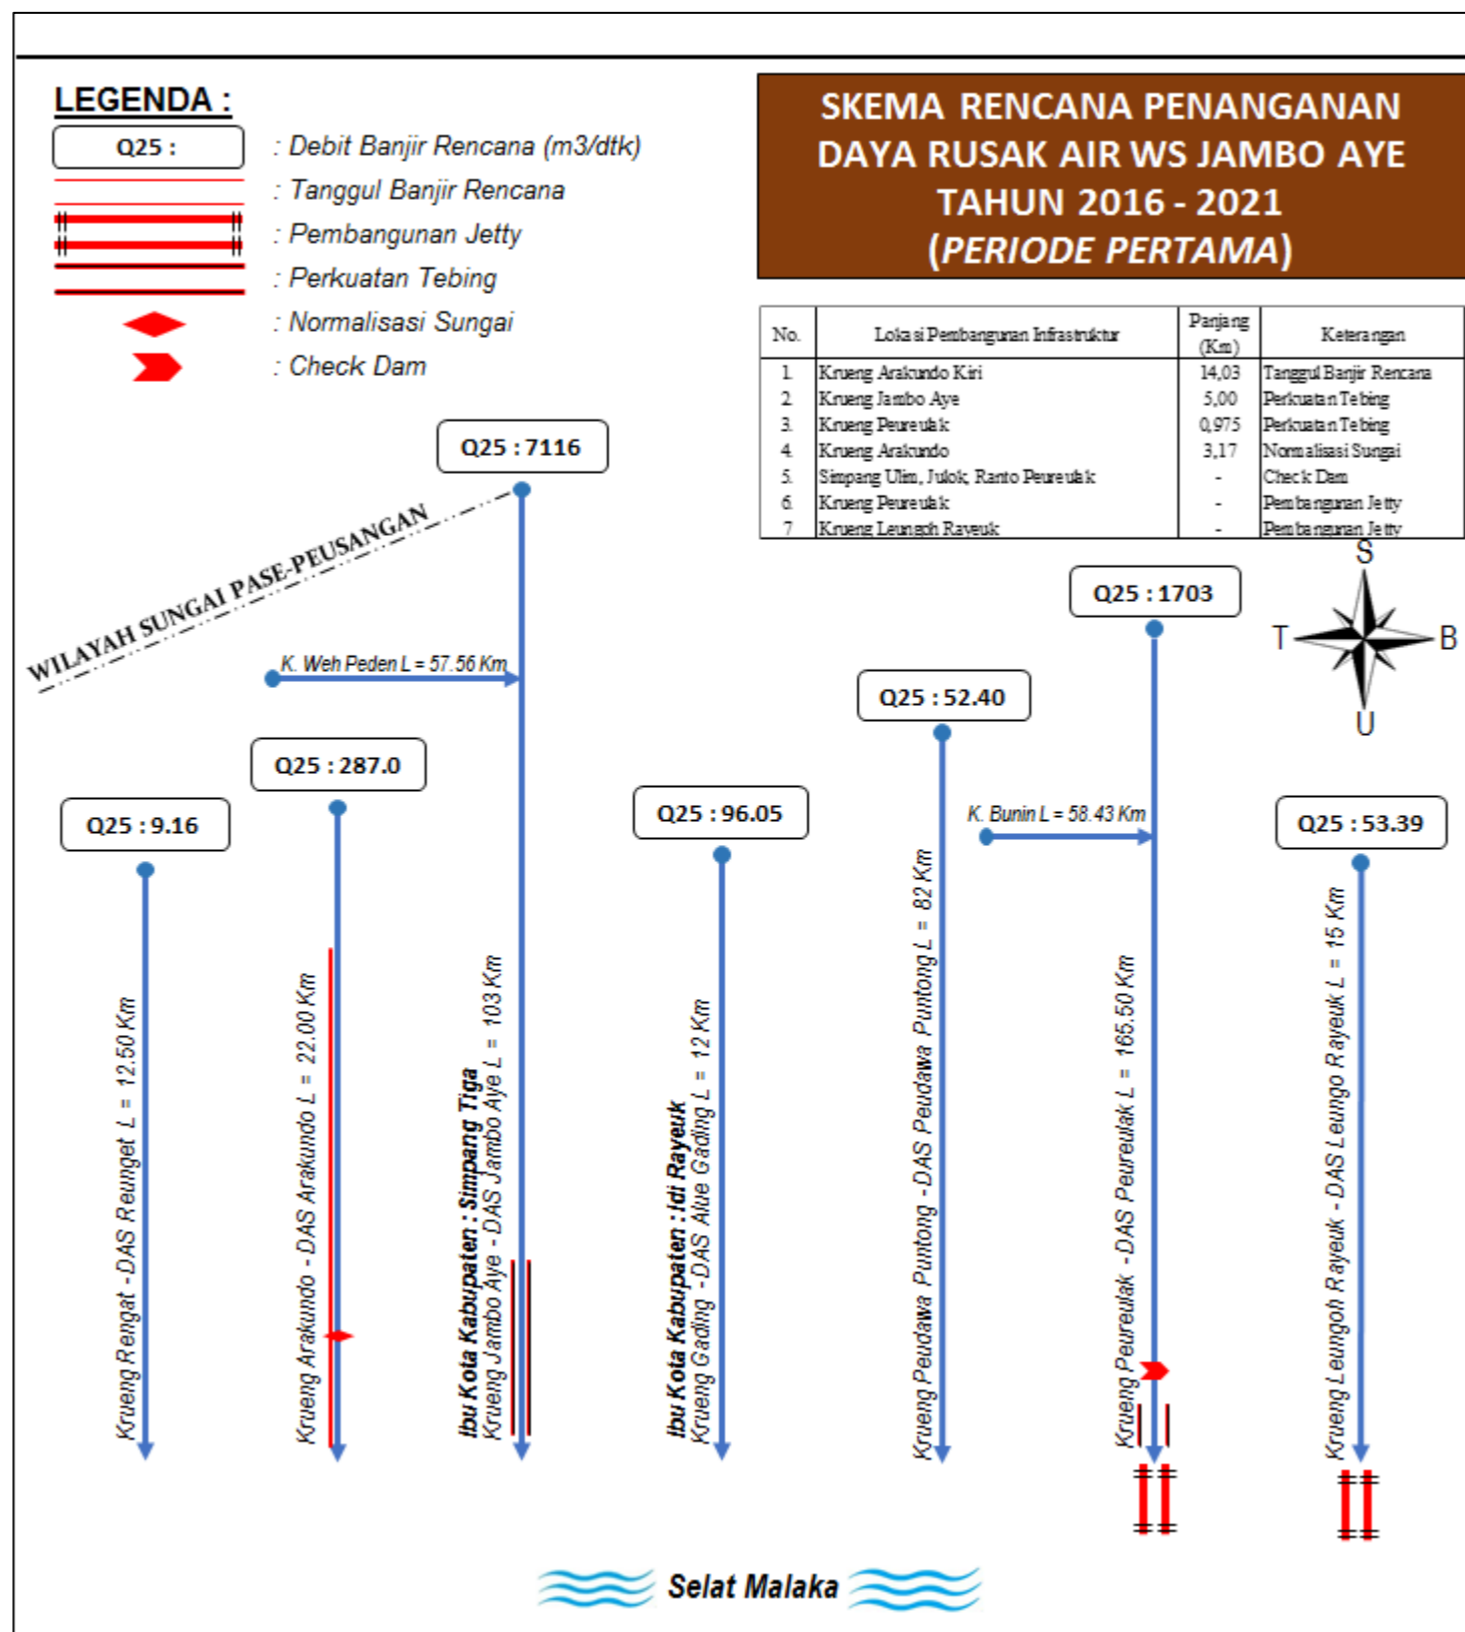 LEGENDA :
Q25 :
: Debit Banjir Rencana (m3/dtk)
: Tanggul Banjir Rencana
: Pembangunan Jetty
: Perkuatan Tebing
: Normalisasi Sungai
: Check Dam
SKEMA RENCANA PENANGANAN
DAYA RUSAK AIR WS JAMBO AYE
TAHUN 2016 - 2021
(PERIODE PERTAMA)
No. Lokasi Pembangunan Infrastruktur Panjang (Km) Keterangan
1. Krueng Arakundo Kiri 14,03 Tanggul Banjir Rencana
2. Krueng Jambo Aye 5,00 Perkuatan Tebing
3. Krueng Peureulak 0,975 Perkuatan Tebing
4. Krueng Arakundo 3,17 Normalisasi Sungai
5. Simpang Ulim, Julok, Ranto Peureulak - Check Dam
6. Krueng Peureulak - Pembangunan Jetty
7 Krueng Leungoh Rayeuk - Pembangunan Jetty
S
T
B
U
Q25 : 7116
WILAYAH SUNGAI PASE-PEUSANGAN
K. Weh Peden L = 57.56 Km
Q25 : 1703
Q25 : 52.40
Q25 : 287.0
Q25 : 9.16
Q25 : 96.05
K. Bunin L = 58.43 Km
Q25 : 53.39
Krueng Rengat - DAS Reunget L = 12.50 Km
Krueng Arakundo - DAS Arakundo L = 22.00 Km
Ibu Kota Kabupaten : Simpang Tiga
Krueng Jambo Aye - DAS Jambo Aye L = 103 Km
Ibu Kota Kabupaten : Idi Rayeuk
Krueng Gading - DAS Alue Gading L = 12 Km
Krueng Peudawa Puntong - DAS Peudawa Puntong L = 82 Km
Krueng Peureulak - DAS Peureulak L = 165.50 Km
Krueng Leungoh Rayeuk - DAS Leungo Rayeuk L = 15 Km
Selat Malaka